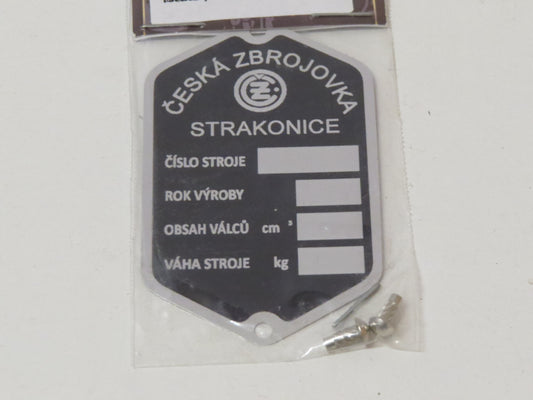 ČESKÁ ZBROJOVKA
ČZ
STRAKONICE
ČÍSLO STROJE
ROK VÝROBY
OBSAH VÁLCŮ cm ³
VÁHA STROJE kg